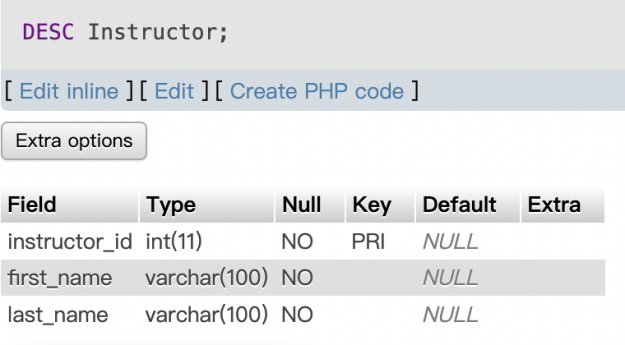 DESC Instructor;
[ Edit inline ] [ Edit ] [ Create PHP code ]
Extra options
Field Type Null Key Default Extra
instructor_id int(11) NO PRI NULL
first_name varchar(100) NO NULL
last_name varchar(100) NO NULL